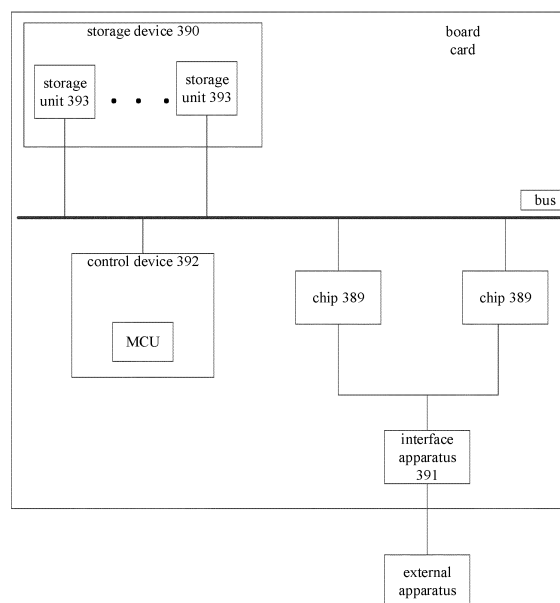 storage device 390
board
card
storage
unit 393
storage
unit 393
bus
control device 392
MCU
chip 389
chip 389
interface
apparatus
391
external
apparatus